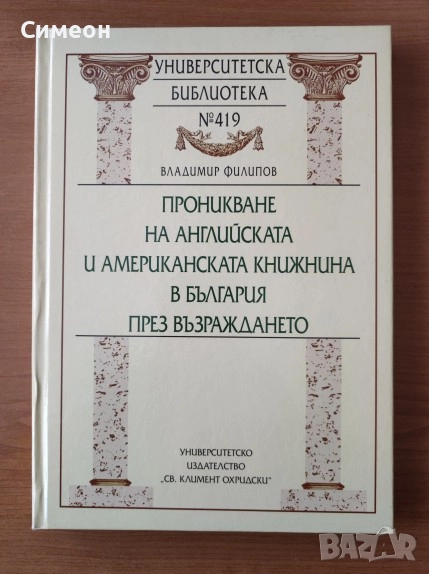 Симеон
УНИВЕРСИТЕТСКА
БИБЛИОТЕКА
№419
ВЛАДИМИР ФИЛИПОВ
ПРОНИКВАНЕ
НА АНГЛИЙСКАТА
И АМЕРИКАНСКАТА КНИЖНИНА
В БЪЛГАРИЯ
ПРЕЗ ВЪЗРАЖДАНЕТО
УНИВЕРСИТЕТСКО
ИЗДАТЕЛСТВО
„СВ. КЛИМЕНТ ОХРИДСКИ“
BAZAR